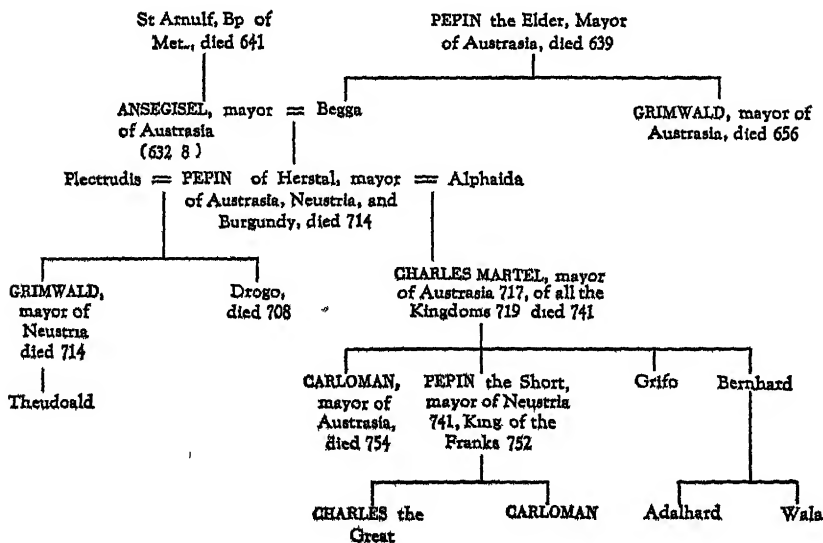 St Arnulf, Bp of
Met.., died 641
PEPIN the Elder, Mayor
of Austrasia, died 639
ANSEGISEL, mayor = Begga
of Austrasia
(632 8)
GRIMWALD, mayor of
Austrasia, died 656
Plectrudis = PEPIN of Herstal, mayor = Alphaida
of Austrasia, Neustria, and
Burgundy, died 714
GRIMWALD,
mayor of
Neustria
died 714
Drogo,
died 708
CHARLES MARTEL, mayor
of Austrasia 717, of all the
Kingdoms 719 died 741
Theudoald
CARLOMAN,
mayor of
Austrasia,
died 754
PEPIN the Short,
mayor of Neustria
741, King of the
Franks 752
Grifo
Bernhard
CHARLES the
Great
CARLOMAN
Adalhard
Wala